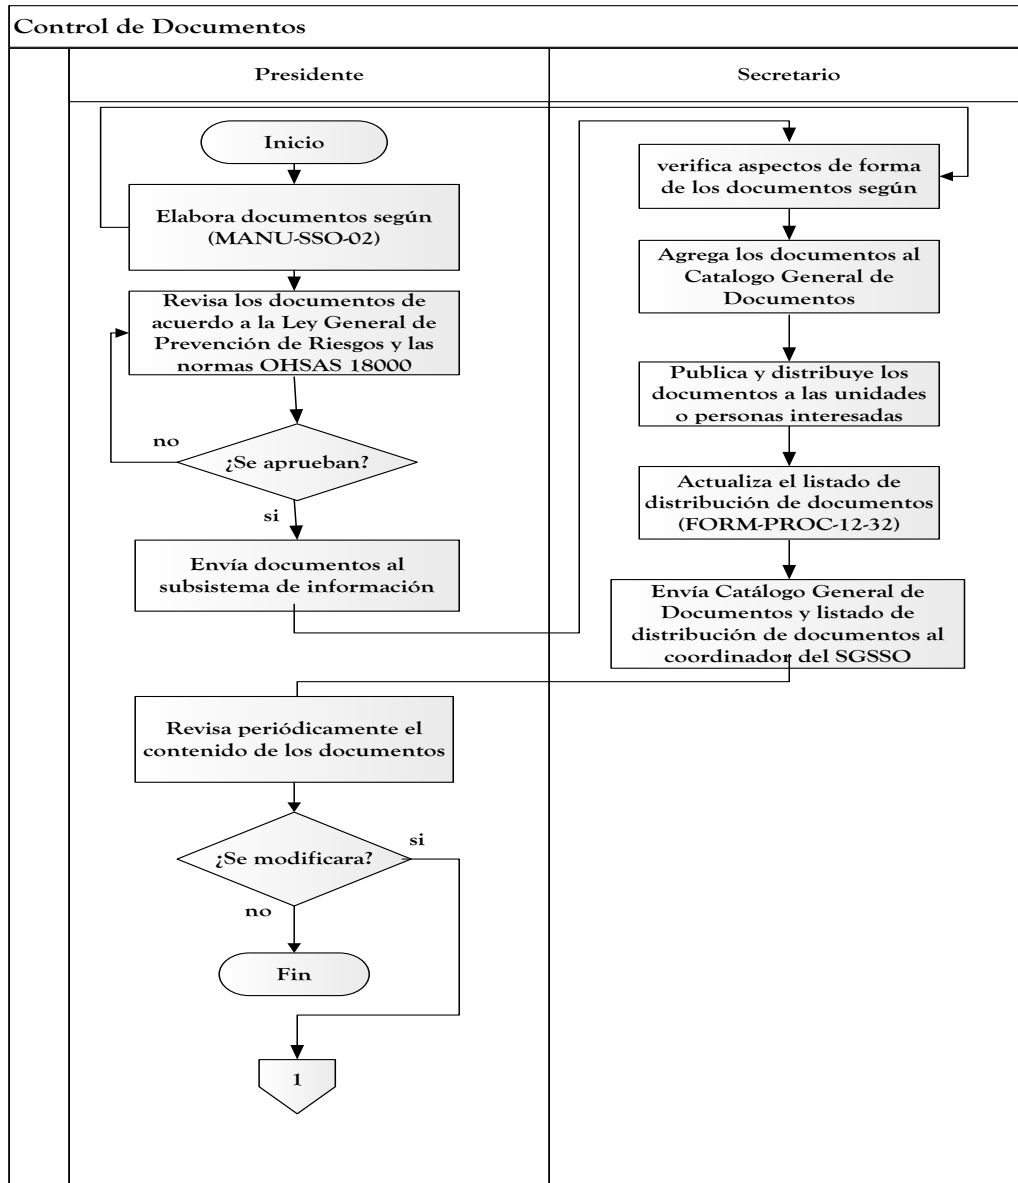 Control de Documentos
Presidente
Secretario
Inicio
Elabora documentos según
(MANU-SSO-02)
Revisa los documentos de
acuerdo a la Ley General de
Prevención de Riesgos y las
normas OHSAS 18000
¿Se aprueban?
no
si
Envía documentos al
subsistema de información
verifica aspectos de forma
de los documentos según
Agrega los documentos al
Catalogo General de
Documentos
Publica y distribuye los
documentos a las unidades
o personas interesadas
Actualiza el listado de
distribución de documentos
(FORM-PROC-12-32)
Envía Catálogo General de
Documentos y listado de
distribución de documentos al
coordinador del SGSSO
Revisa periódicamente el
contenido de los documentos
¿Se modificara?
si
no
Fin
1